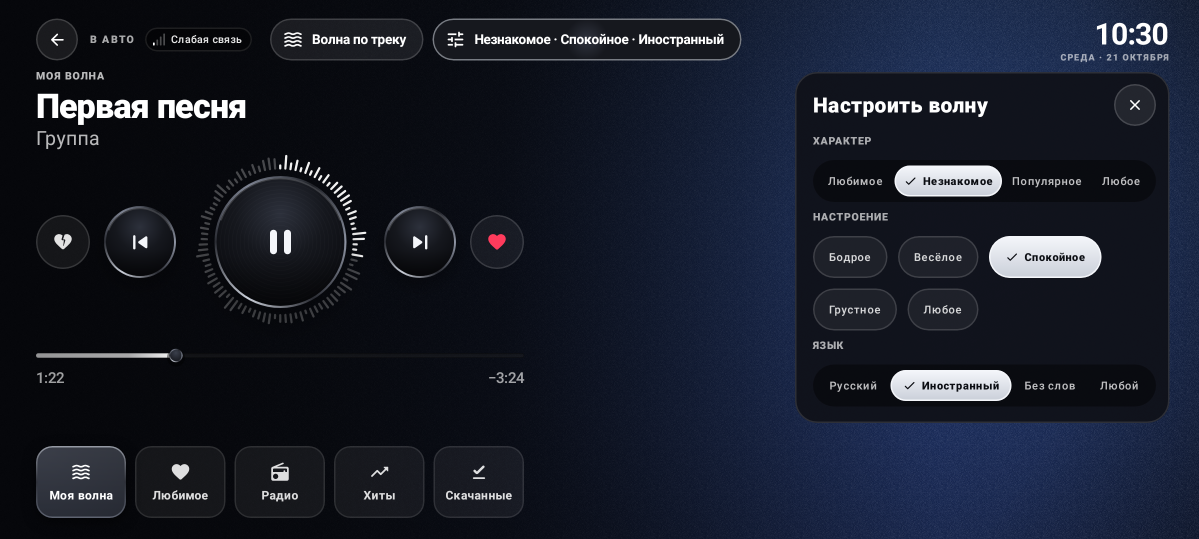 В АВТО
Слабая связь
Волна по треку
Незнакомое · Спокойное · Иностранный
10:30
СРЕДА · 21 ОКТЯБРЯ
МОЯ ВОЛНА
Первая песня
Группа
1:22
−3:24
Моя волна
Любимое
Радио
Хиты
Скачанные
Настроить волну
ХАРАКТЕР
Любимое Незнакомое Популярное Любое
НАСТРОЕНИЕ
Бодрое Весёлое Спокойное
Грустное Любое
ЯЗЫК
Русский Иностранный Без слов Любой